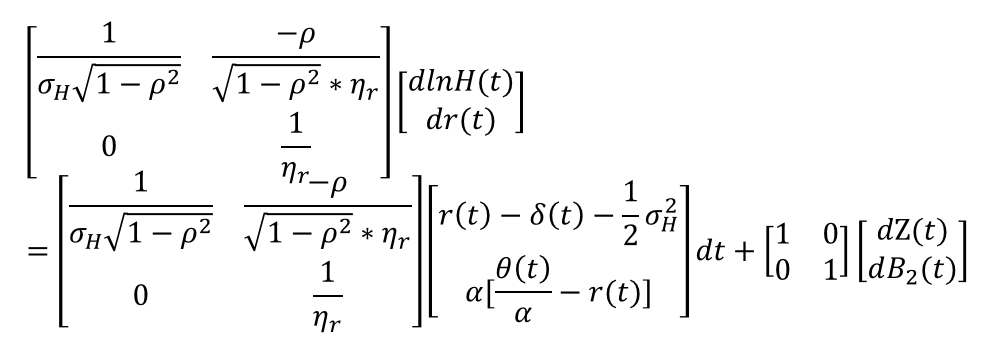 [1/(σ_H√(1 − ρ²)) −ρ/(√(1 − ρ²) * η_r)] [dlnH(t)]
[0 1/η_r] [dr(t)]
= [1/(σ_H√(1 − ρ²)) −ρ/(√(1 − ρ²) * η_r)] [r(t) − δ(t) − 1/2 σ_H²] dt + [1 0] [dZ(t)]
[0 1/η_r] [α[θ(t)/α − r(t)]] [0 1] [dB₂(t)]